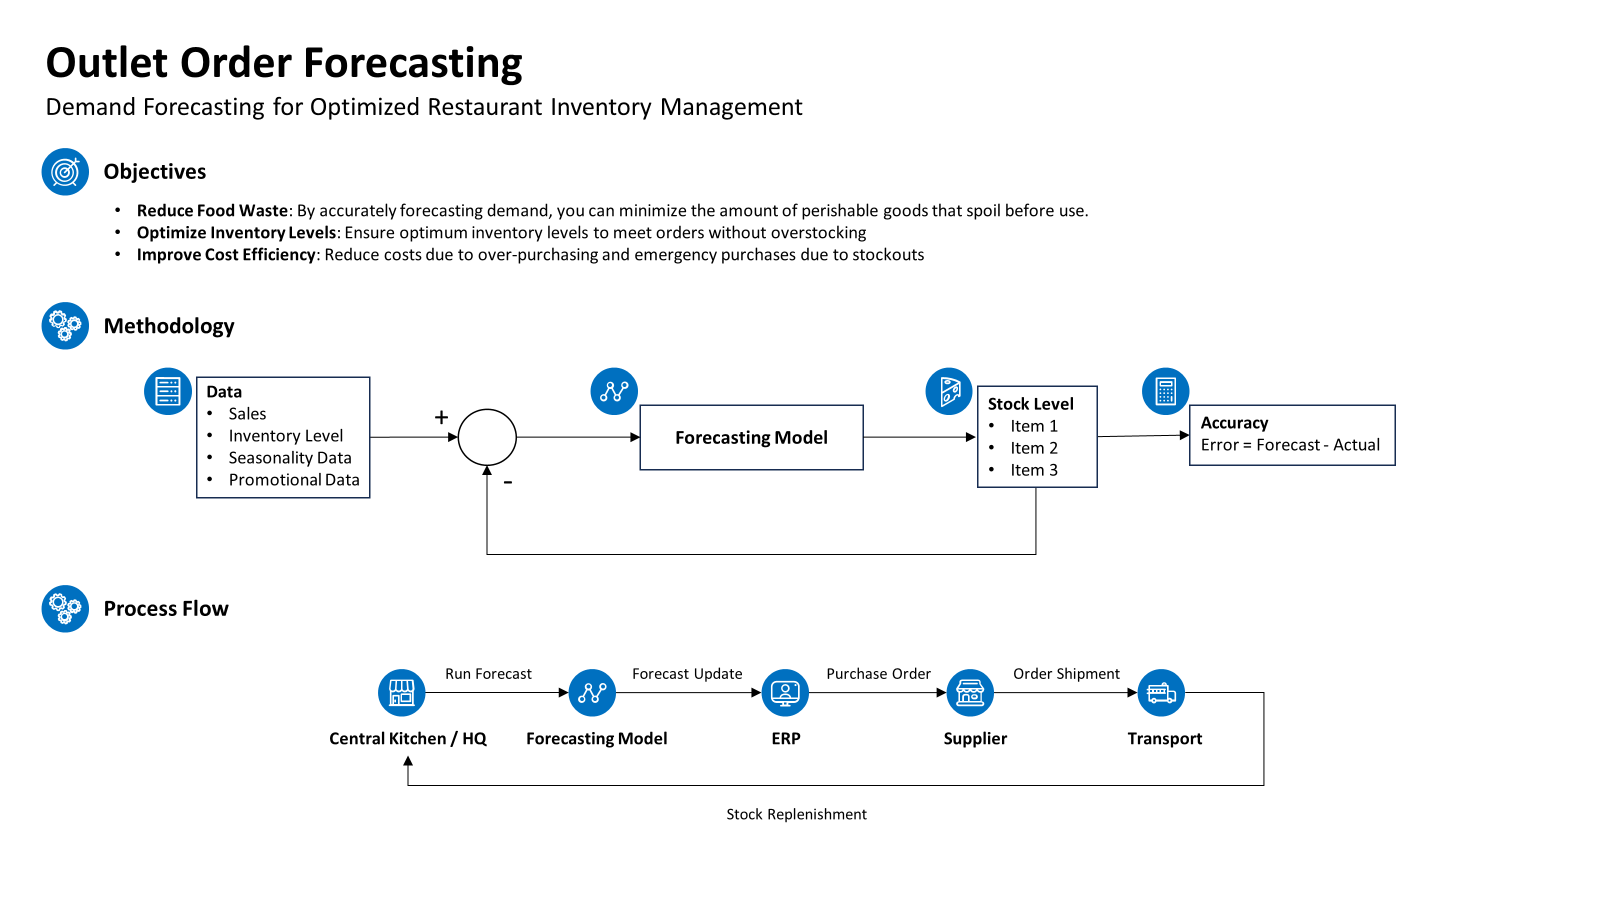 Outlet Order Forecasting
Demand Forecasting for Optimized Restaurant Inventory Management
Objectives
• Reduce Food Waste: By accurately forecasting demand, you can minimize the amount of perishable goods that spoil before use.
• Optimize Inventory Levels: Ensure optimum inventory levels to meet orders without overstocking
• Improve Cost Efficiency: Reduce costs due to over-purchasing and emergency purchases due to stockouts
Methodology
Data
• Sales
• Inventory Level
• Seasonality Data
• Promotional Data
+
-
Forecasting Model
Stock Level
• Item 1
• Item 2
• Item 3
Accuracy
Error = Forecast - Actual
Process Flow
Run Forecast
Forecast Update
Purchase Order
Order Shipment
Central Kitchen / HQ
Forecasting Model
ERP
Supplier
Transport
Stock Replenishment